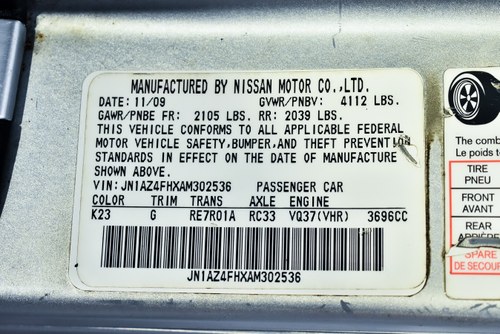 MANUFACTURED BY NISSAN MOTOR CO.,LTD.
DATE: 11/09 GVWR/PNBV: 4112 LBS.
GAWR/PNBE FR: 2105 LBS. RR: 2039 LBS.
THIS VEHICLE CONFORMS TO ALL APPLICABLE FEDERAL
MOTOR VEHICLE SAFETY,BUMPER,AND THEFT PREVENTION
STANDARDS IN EFFECT ON THE DATE OF MANUFACTURE
SHOWN ABOVE.
VIN: JN1AZ4FHXAM302536 PASSENGER CAR
COLOR TRIM TRANS AXLE ENGINE
K23 G RE7R01A RC33 VQ37(VHR) 3696CC
JN1AZ4FHXAM302536
The comb
Le poids to
TIRE
PNEU
FRONT
AVANT
REAR
ARRIÈRE
SPARE
DE SECOUR